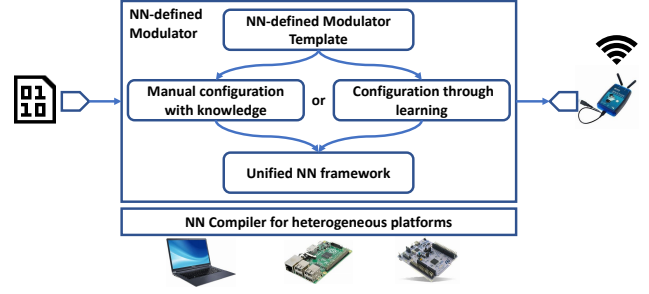 NN-defined
Modulator
NN-defined Modulator
Template
Manual configuration
with knowledge
or
Configuration through
learning
Unified NN framework
NN Compiler for heterogeneous platforms
01
10